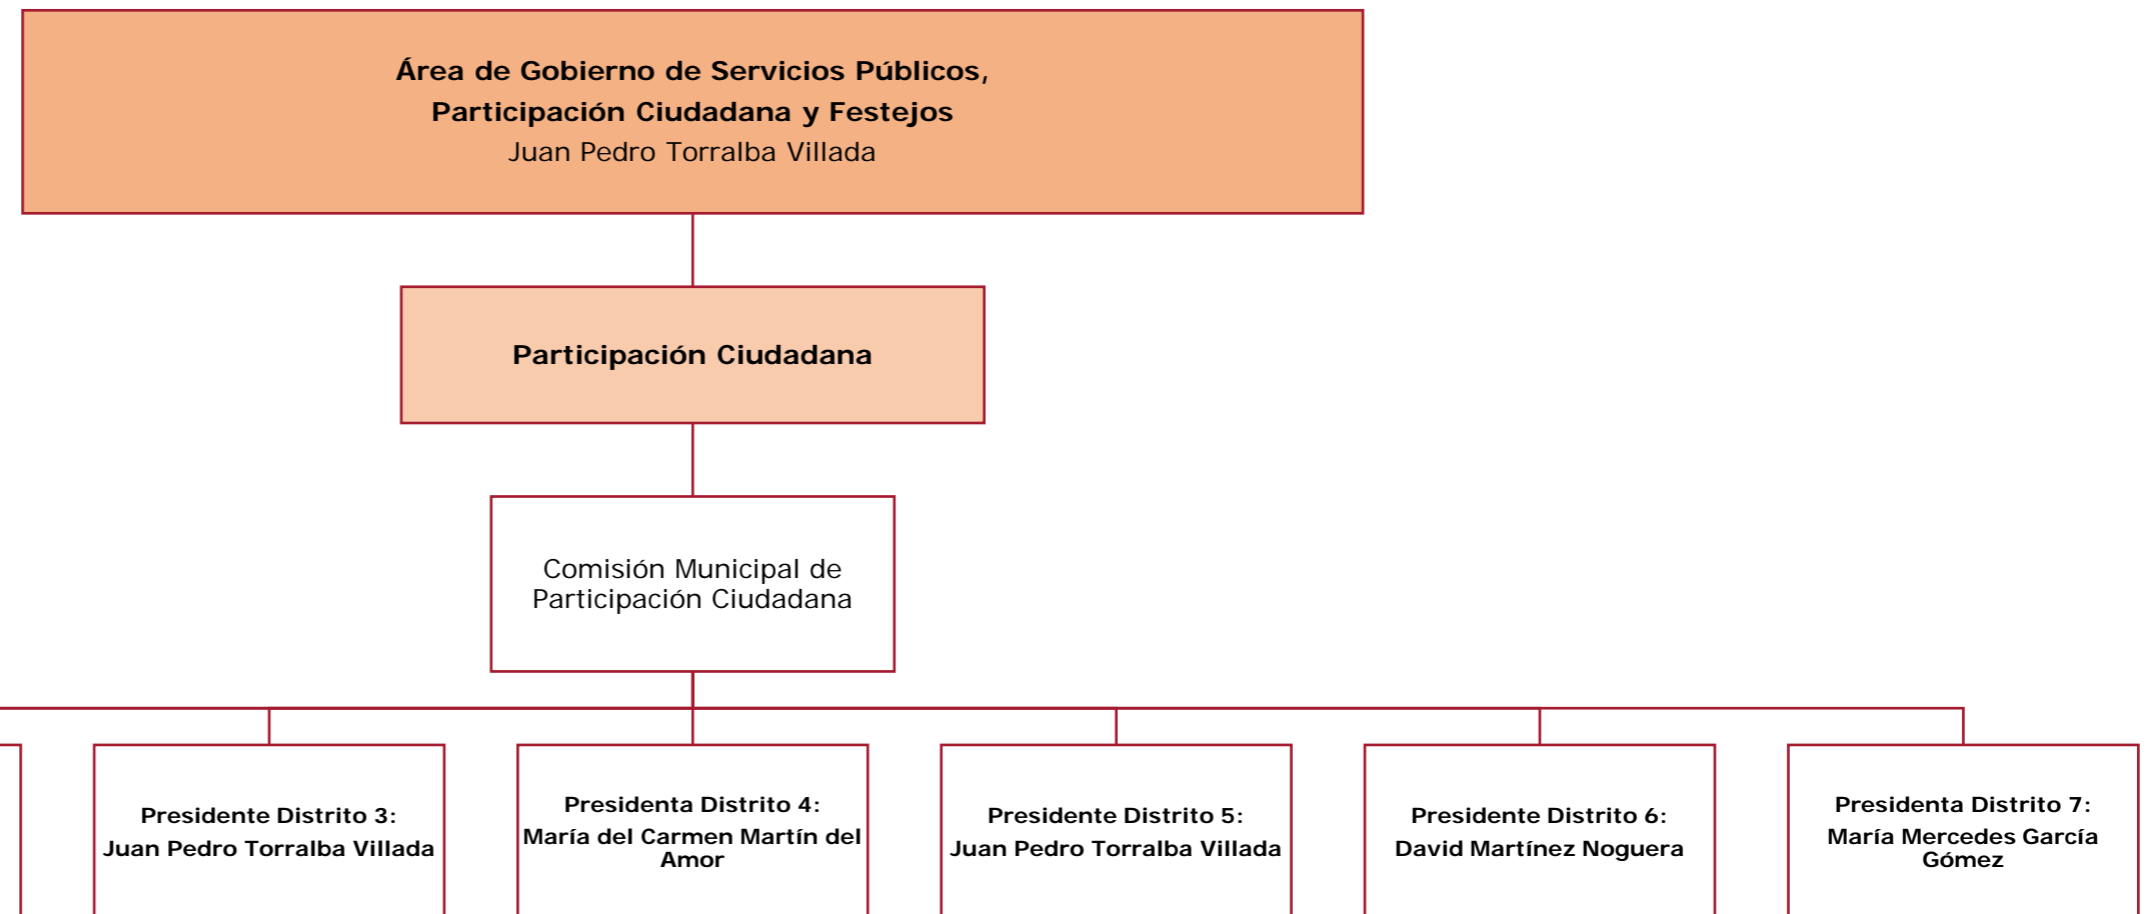 Área de Gobierno de Servicios Públicos,
Participación Ciudadana y Festejos
Juan Pedro Torralba Villada
Participación Ciudadana
Comisión Municipal de
Participación Ciudadana
Presidente Distrito 3:
Juan Pedro Torralba Villada
Presidenta Distrito 4:
María del Carmen Martín del
Amor
Presidente Distrito 5:
Juan Pedro Torralba Villada
Presidente Distrito 6:
David Martínez Noguera
Presidenta Distrito 7:
María Mercedes García
Gómez